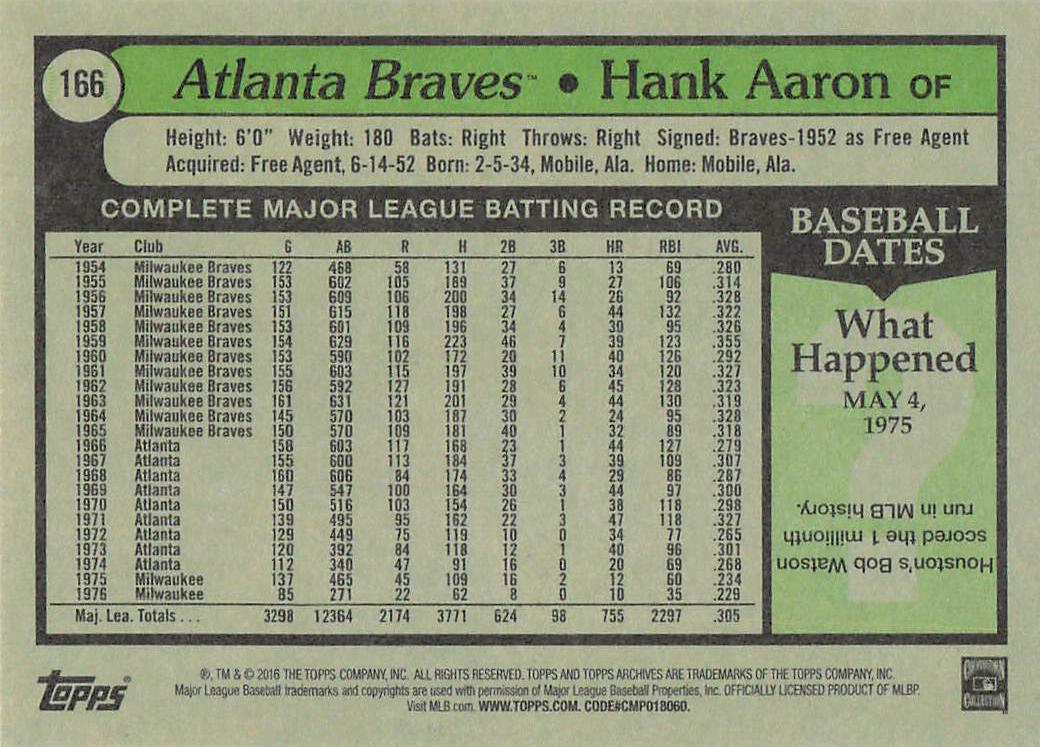 166 Atlanta Braves™ • Hank Aaron OF
Height: 6'0" Weight: 180 Bats: Right Throws: Right Signed: Braves-1952 as Free Agent
Acquired: Free Agent, 6-14-52 Born: 2-5-34, Mobile, Ala. Home: Mobile, Ala.
COMPLETE MAJOR LEAGUE BATTING RECORD
Year Club G AB R H 2B 3B HR RBI AVG.
1954 Milwaukee Braves 122 468 58 131 27 6 13 69 .280
1955 Milwaukee Braves 153 602 105 189 37 9 27 106 .314
1956 Milwaukee Braves 153 609 106 200 34 14 26 92 .328
1957 Milwaukee Braves 151 615 118 198 27 6 44 132 .322
1958 Milwaukee Braves 153 601 109 196 34 4 30 95 .326
1959 Milwaukee Braves 154 629 116 223 46 7 39 123 .355
1960 Milwaukee Braves 153 590 102 172 20 11 40 126 .292
1961 Milwaukee Braves 155 603 115 197 39 10 34 120 .327
1962 Milwaukee Braves 156 592 127 191 28 6 45 128 .323
1963 Milwaukee Braves 161 631 121 201 29 4 44 130 .319
1964 Milwaukee Braves 145 570 103 187 30 2 24 95 .328
1965 Milwaukee Braves 150 570 109 181 40 1 32 89 .318
1966 Atlanta 158 603 117 168 23 1 44 127 .279
1967 Atlanta 155 600 113 184 37 3 39 109 .307
1968 Atlanta 160 606 84 174 33 4 29 86 .287
1969 Atlanta 147 547 100 164 30 3 44 97 .300
1970 Atlanta 150 516 103 154 26 1 38 118 .298
1971 Atlanta 139 495 95 162 22 3 47 118 .327
1972 Atlanta 129 449 75 119 10 0 34 77 .265
1973 Atlanta 120 392 84 118 12 1 40 96 .301
1974 Atlanta 112 340 47 91 16 0 20 69 .268
1975 Milwaukee 137 465 45 109 16 2 12 60 .234
1976 Milwaukee 85 271 22 62 8 0 10 35 .229
Maj. Lea. Totals . . . 3298 12364 2174 3771 624 98 755 2297 .305
BASEBALL
DATES
What
Happened
MAY 4,
1975
Houston's Bob Watson
scored the 1 millionth
run in MLB history.
topps®
®, TM & © 2016 THE TOPPS COMPANY, INC. ALL RIGHTS RESERVED. TOPPS AND TOPPS ARCHIVES ARE TRADEMARKS OF THE TOPPS COMPANY, INC.
Major League Baseball trademarks and copyrights are used with permission of Major League Baseball Properties, Inc. OFFICIALLY LICENSED PRODUCT OF MLBP.
Visit MLB.com. WWW.TOPPS.COM. CODE#CMP018060.